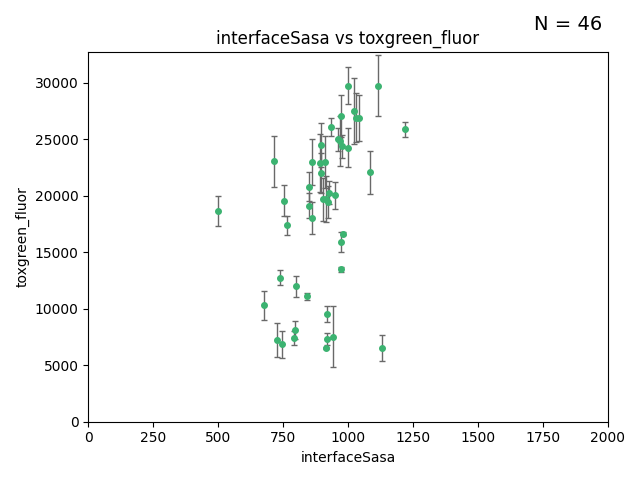 N = 46
interfaceSasa vs toxgreen_fluor
30000
25000
20000
15000
10000
5000
0
toxgreen_fluor
0 250 500 750 1000 1250 1500 1750 2000
interfaceSasa